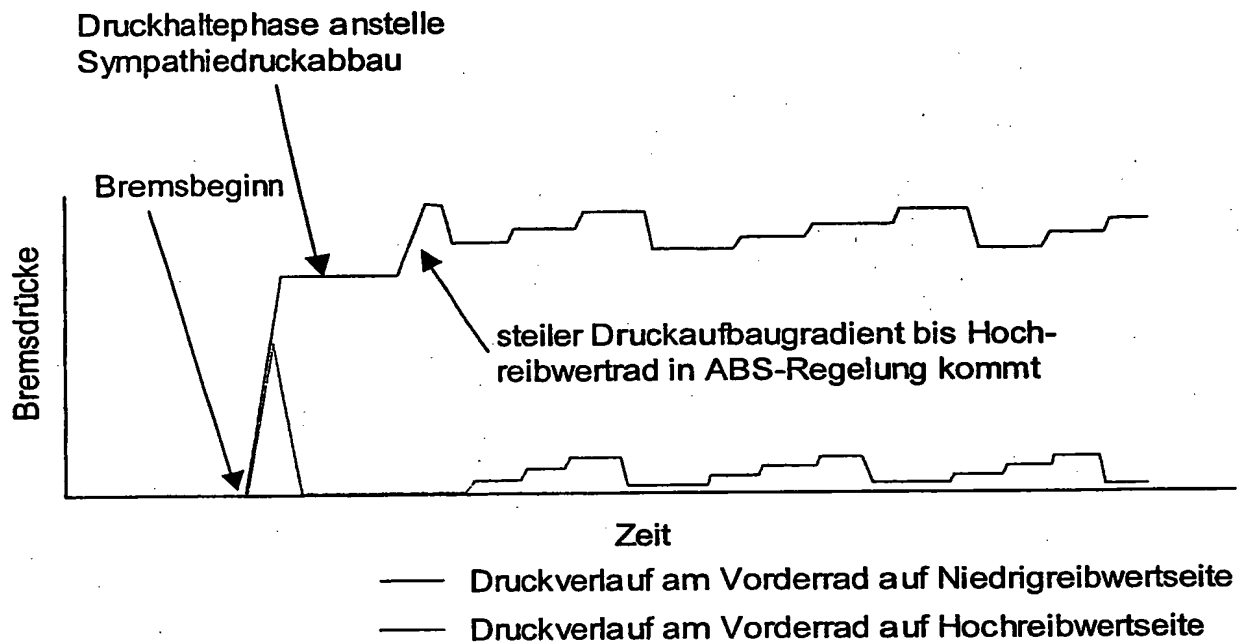 Druckhaltephase anstelle
Sympathiedruckabbau
Bremsbeginn
Bremsdrücke
steiler Druckaufbaugradient bis Hoch-
reibwertrad in ABS-Regelung kommt
Zeit
Druckverlauf am Vorderrad auf Niedrigreibwertseite
Druckverlauf am Vorderrad auf Hochreibwertseite